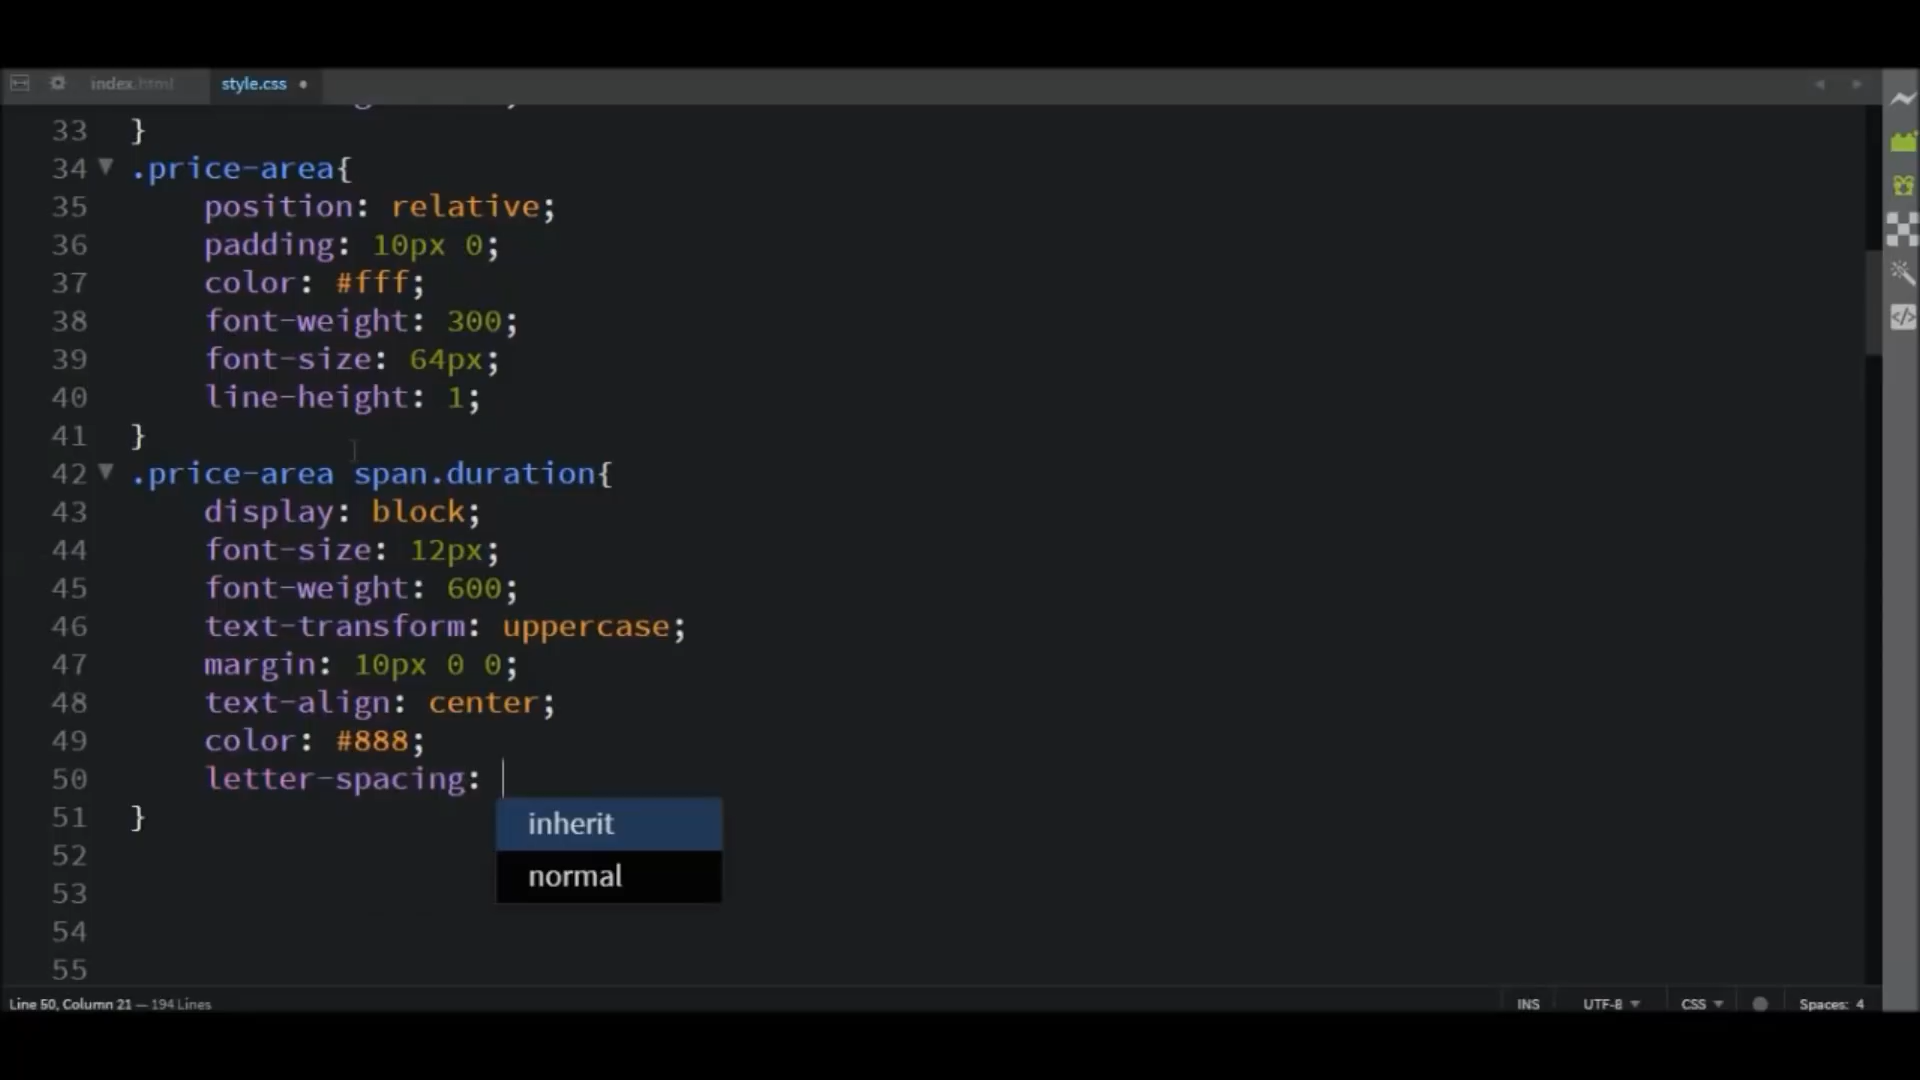 index.html style.css
33 }
34 .price-area{
35 position: relative;
36 padding: 10px 0;
37 color: #fff;
38 font-weight: 300;
39 font-size: 64px;
40 line-height: 1;
41 }
42 .price-area span.duration{
43 display: block;
44 font-size: 12px;
45 font-weight: 600;
46 text-transform: uppercase;
47 margin: 10px 0 0;
48 text-align: center;
49 color: #888;
50 letter-spacing:
51 }
inherit
52
normal
53
54
55
Line 50, Column 21 — 194 Lines INS UTF-8 CSS Spaces: 4